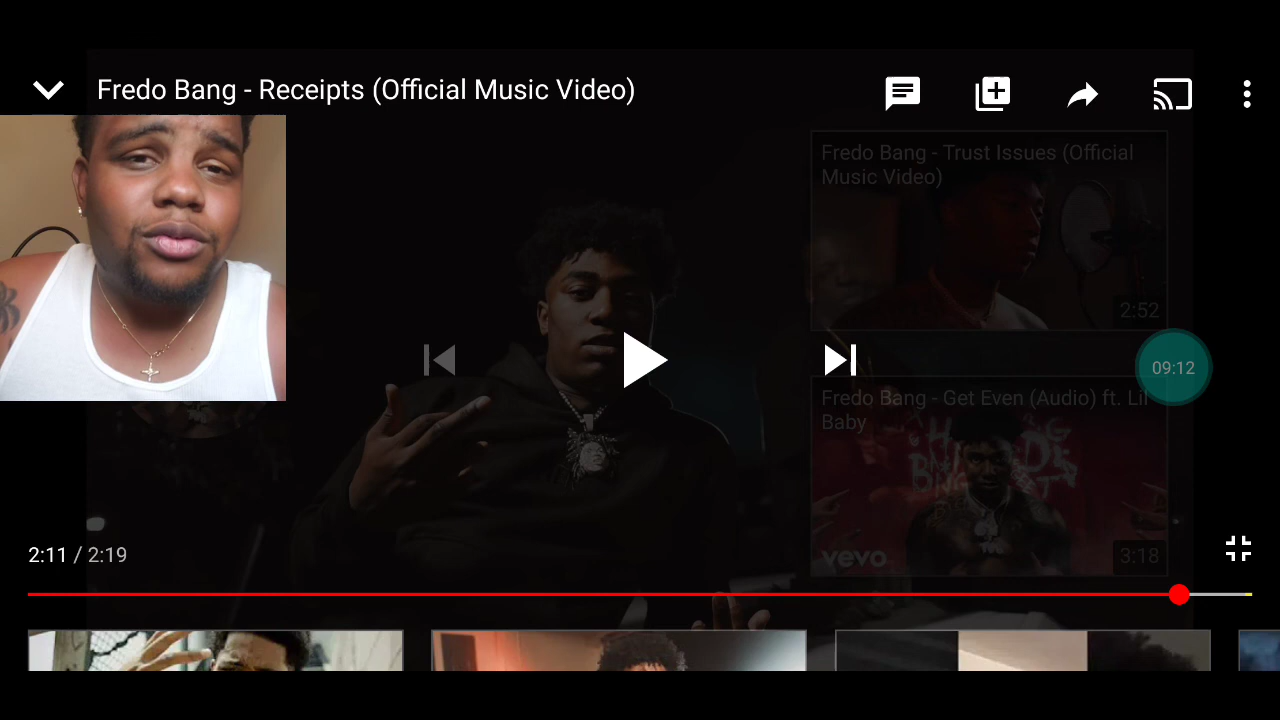 Fredo Bang - Receipts (Official Music Video)
Fredo Bang - Trust Issues (Official
Music Video)
2:52
09:12
Fredo Bang - Get Even (Audio) ft. Lil
Baby
vevo
3:18
2:11 / 2:19